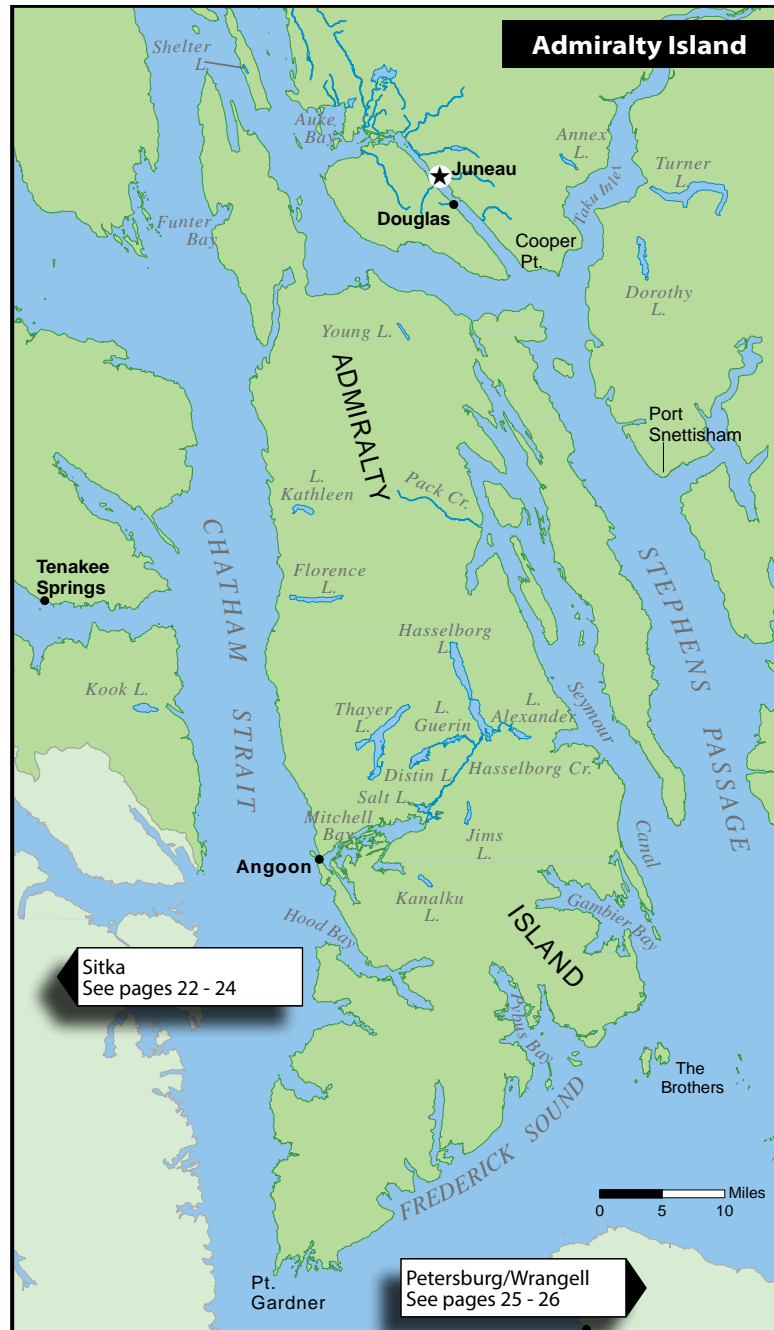 Admiralty Island
Shelter
L.
Auke
Bay
Annex
L.
Juneau
Turner
L.
Taku Inlet
Douglas
Funter
Bay
Cooper
Pt.
Dorothy
L.
Young L.
ADMIRALTY
Port
Snettisham
L.
Kathleen
Pack Cr.
CHATHAM STRAIT
STEPHENS PASSAGE
Tenakee
Springs
Florence
L.
Hasselborg
L.
Kook L.
Thayer
L.
L.
Guerin
L.
Alexander
Seymour
Canal
Distin L.
Hasselborg Cr.
Salt L.
Mitchell
Bay
Jims
L.
Angoon
Kanalku
L.
Hood Bay
ISLAND
Gambier Bay
Sitka
See pages 22 - 24
Pybus Bay
The
Brothers
FREDERICK SOUND
Miles
0 5 10
Pt.
Gardner
Petersburg/Wrangell
See pages 25 - 26